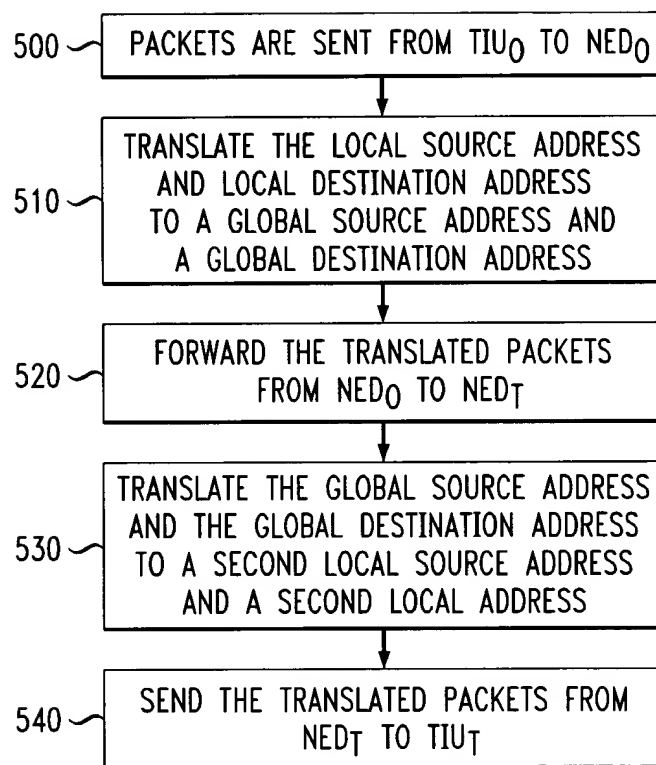 500 PACKETS ARE SENT FROM TIU₀ TO NED₀
510 TRANSLATE THE LOCAL SOURCE ADDRESS
AND LOCAL DESTINATION ADDRESS
TO A GLOBAL SOURCE ADDRESS AND
A GLOBAL DESTINATION ADDRESS
520 FORWARD THE TRANSLATED PACKETS
FROM NED₀ TO NEDT
530 TRANSLATE THE GLOBAL SOURCE ADDRESS
AND THE GLOBAL DESTINATION ADDRESS
TO A SECOND LOCAL SOURCE ADDRESS
AND A SECOND LOCAL ADDRESS
540 SEND THE TRANSLATED PACKETS FROM
NEDT TO TIUT